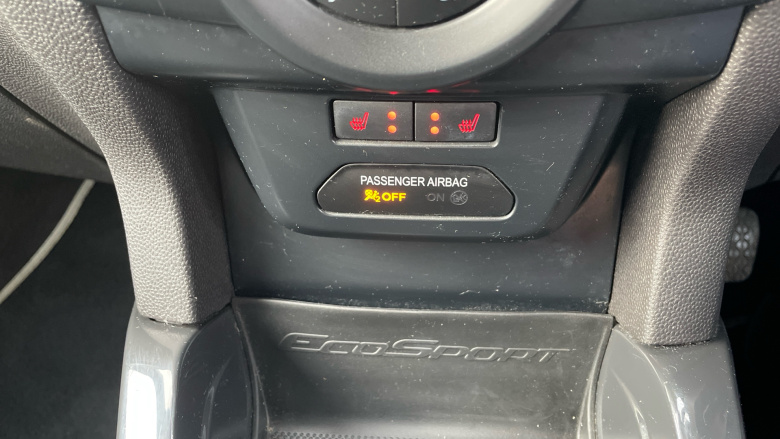 PASSENGER AIRBAG
OFF ON
EcoSport